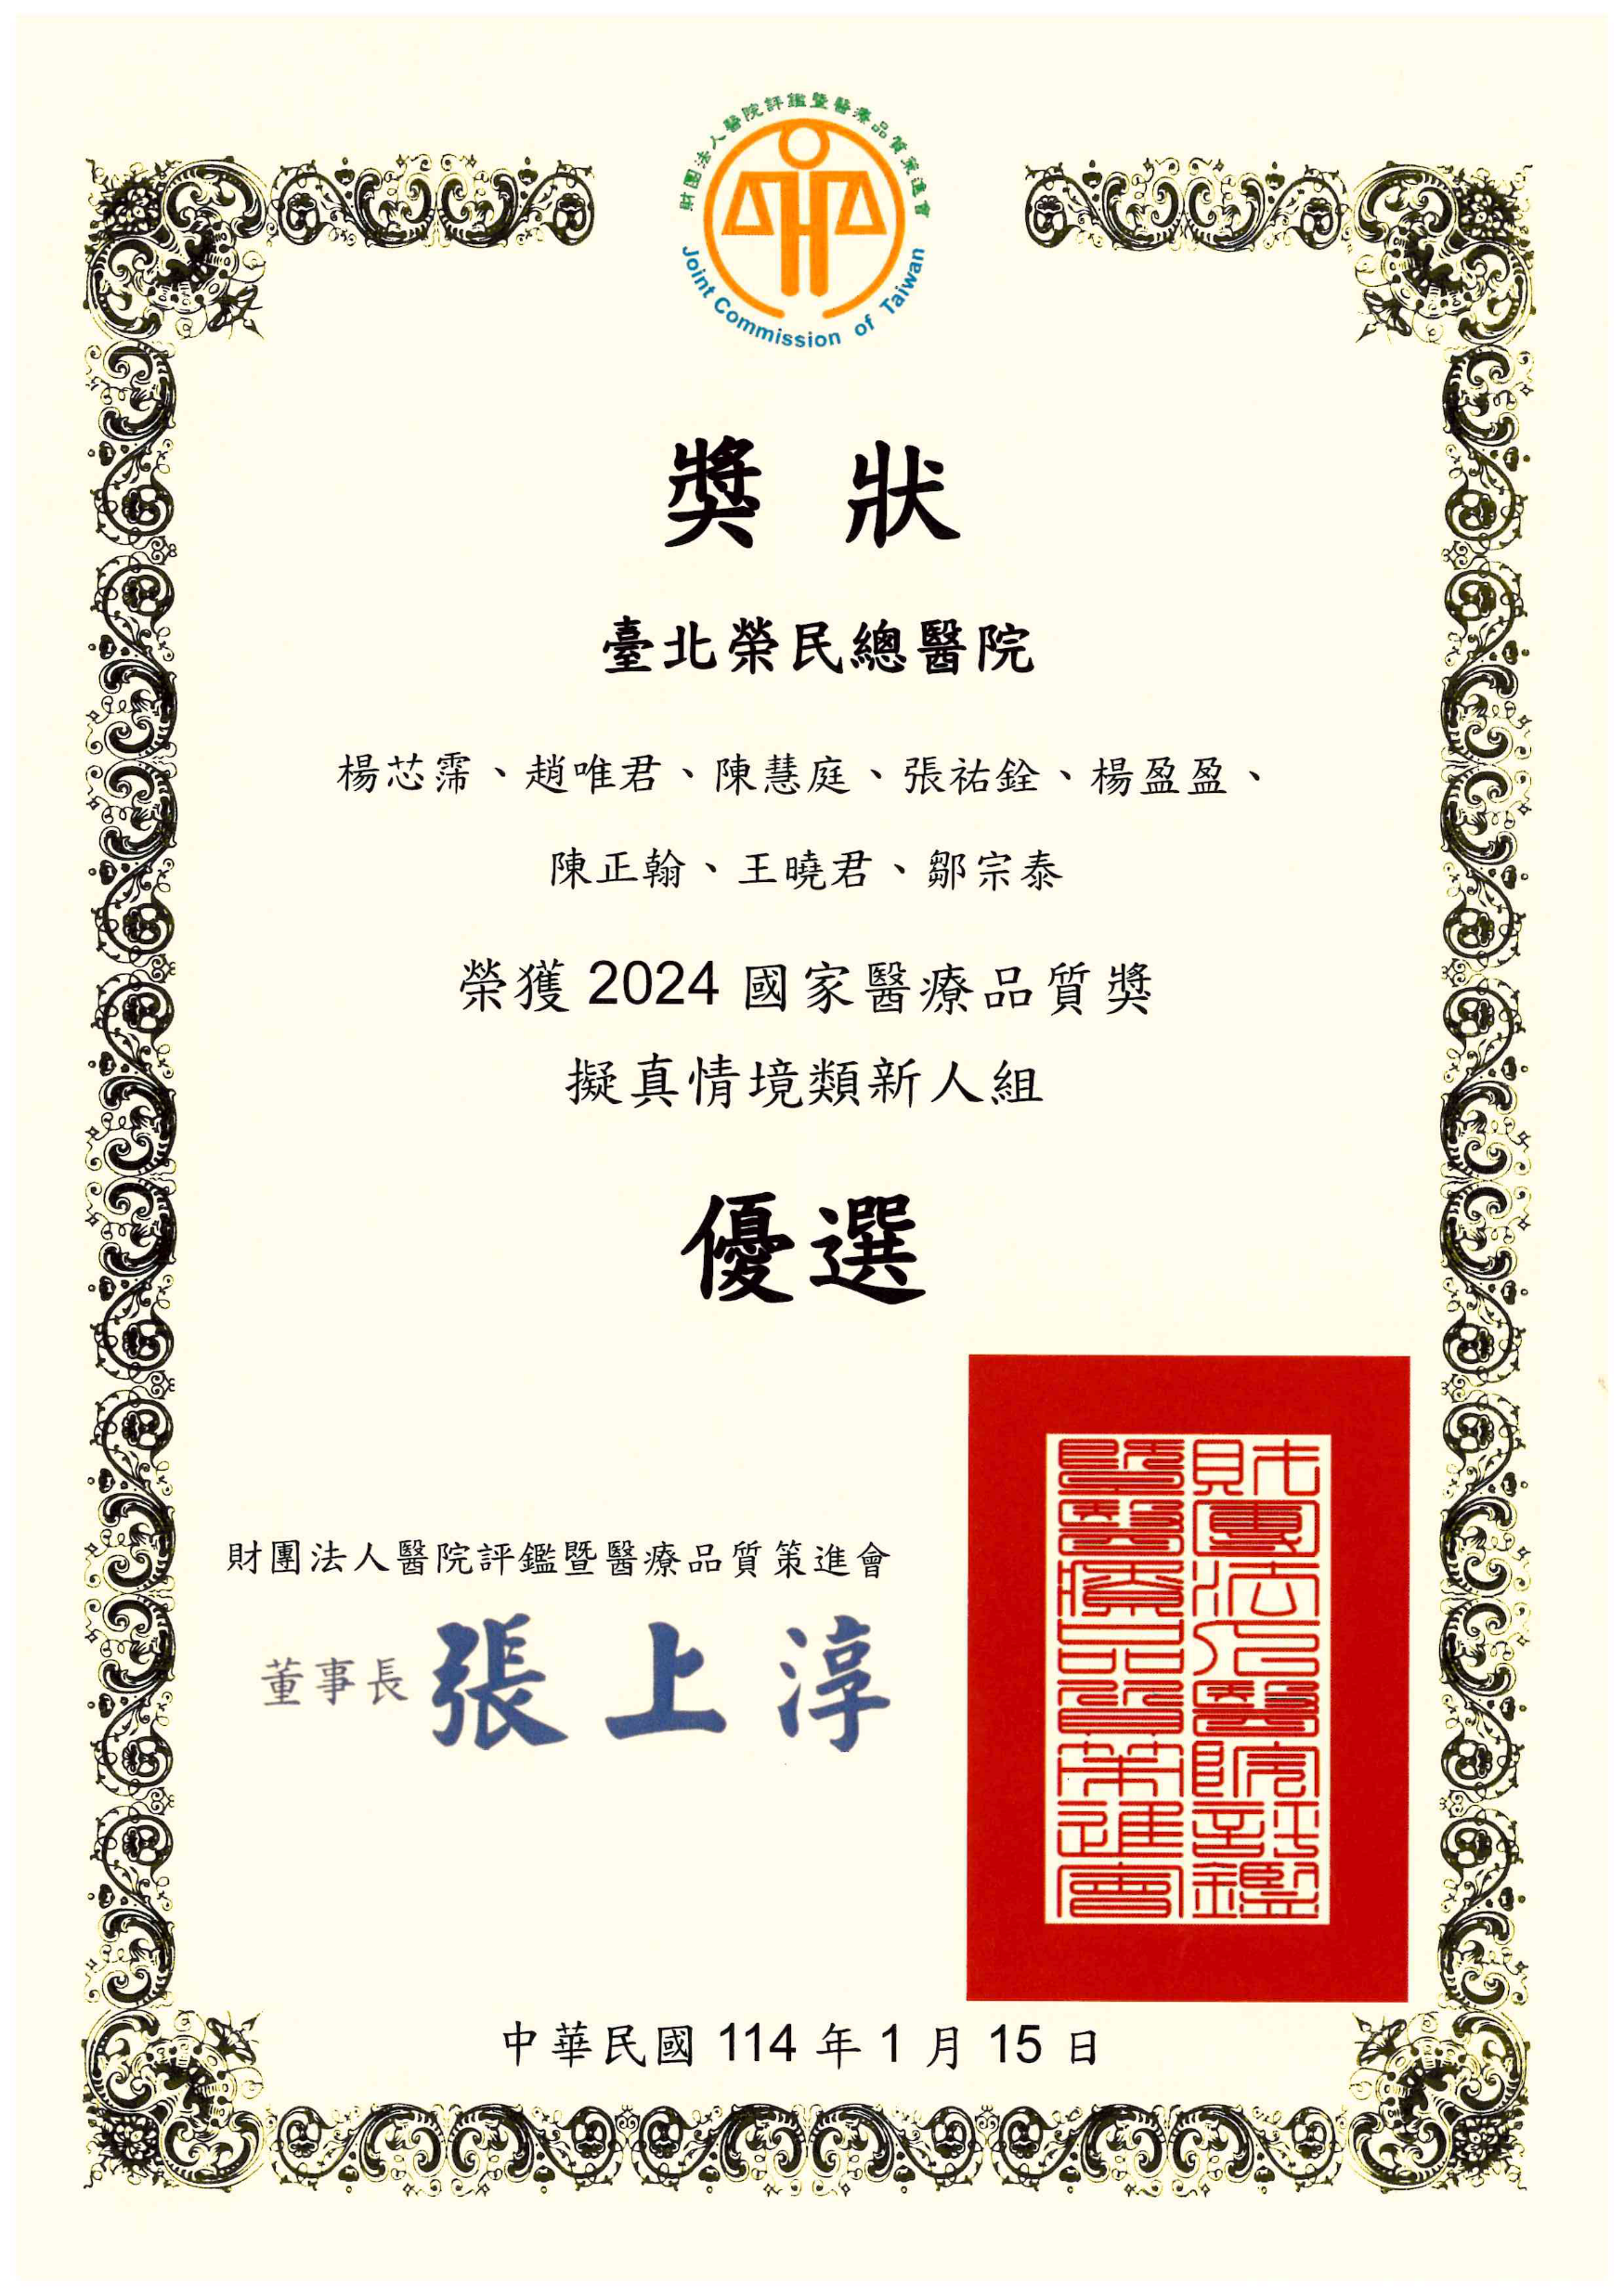 財團法人醫院評鑑暨醫療品質策進會
Joint Commission of Taiwan
獎狀
臺北榮民總醫院
楊芯霈、趙唯君、陳慧庭、張祐銓、楊盈盈、
陳正翰、王曉君、鄒宗泰
榮獲 2024 國家醫療品質獎
擬真情境類新人組
優選
財團法人醫院評鑑暨醫療品質策進會
董事長 張上淳
財團法人醫院評鑑
暨醫療品質策進會
中華民國 114 年 1 月 15 日